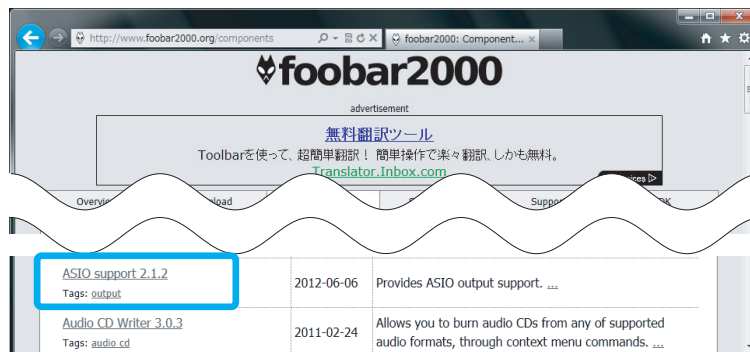 http://www.foobar2000.org/components
foobar2000: Component...
foobar2000
advertisement
無料翻訳ツール
Toolbarを使って、超簡単翻訳！ 簡単操作で楽々翻訳、しかも無料。
Translator.Inbox.com
ASIO support 2.1.2
2012-06-06
Provides ASIO output support. ...
Tags: output
Audio CD Writer 3.0.3
2011-02-24
Allows you to burn audio CDs from any of supported
audio formats, through context menu commands. ...
Tags: audio cd